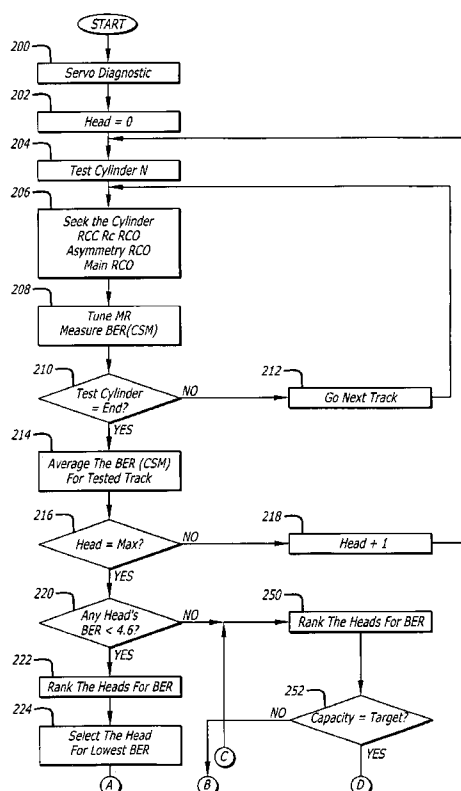 START
200
Servo Diagnostic
202
Head = 0
204
Test Cylinder N
206
Seek the Cylinder
RCC Rc RCO
Asymmetry RCO
Main RCO
208
Tune MR
Measure BER(CSM)
210
Test Cylinder
= End?
NO
212
Go Next Track
YES
214
Average The BER (CSM)
For Tested Track
216
Head = Max?
NO
218
Head + 1
YES
220
Any Head's
BER < 4.6?
NO
250
Rank The Heads For BER
YES
222
Rank The Heads For BER
224
Select The Head
For Lowest BER
252
Capacity = Target?
NO
YES
A
B
C
D